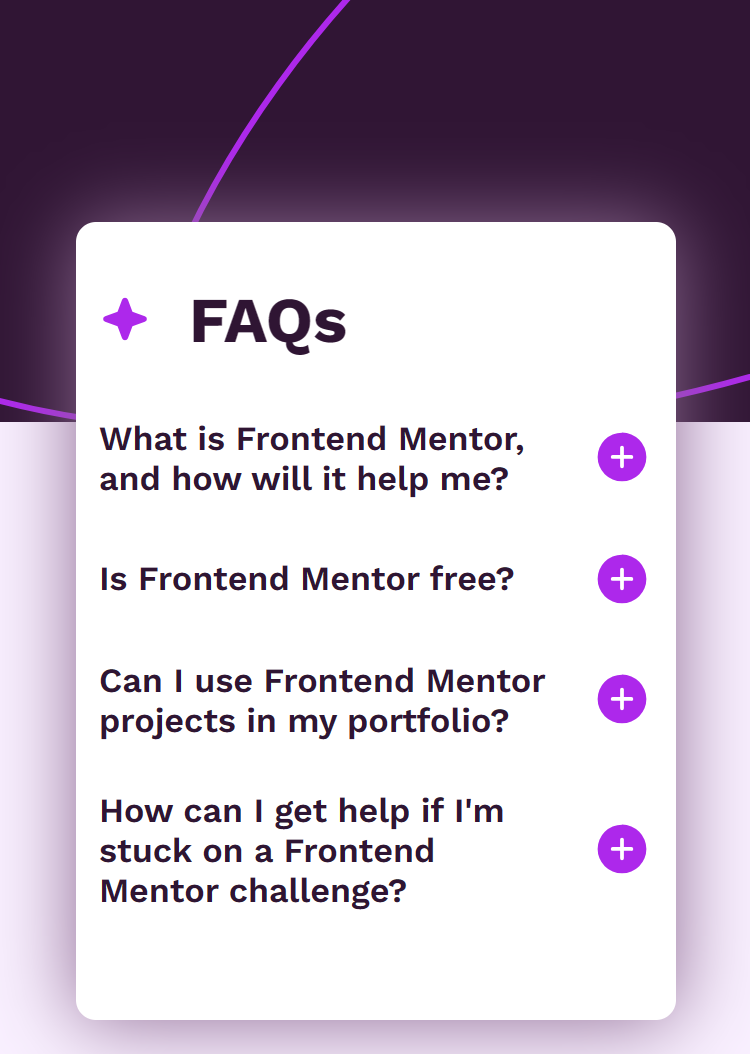 FAQs
What is Frontend Mentor,
and how will it help me?
Is Frontend Mentor free?
Can I use Frontend Mentor
projects in my portfolio?
How can I get help if I'm
stuck on a Frontend
Mentor challenge?